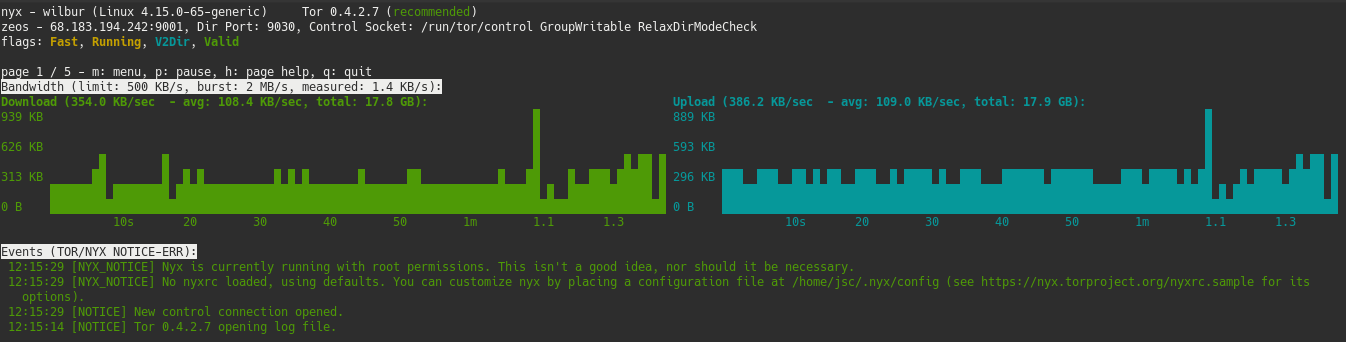 nyx - wilbur (Linux 4.15.0-65-generic)     Tor 0.4.2.7 (recommended)
zeos - 68.183.194.242:9001, Dir Port: 9030, Control Socket: /run/tor/control GroupWritable RelaxDirModeCheck
flags: Fast, Running, V2Dir, Valid
page 1 / 5 - m: menu, p: pause, h: page help, q: quit
Bandwidth (limit: 500 KB/s, burst: 2 MB/s, measured: 1.4 KB/s):
Download (354.0 KB/sec  - avg: 108.4 KB/sec, total: 17.8 GB):
939 KB
626 KB
313 KB
0 B
10s 20 30 40 50 1m 1.1 1.3
Upload (386.2 KB/sec  - avg: 109.0 KB/sec, total: 17.9 GB):
889 KB
593 KB
296 KB
0 B
10s 20 30 40 50 1m 1.1 1.3
Events (TOR/NYX NOTICE-ERR):
12:15:29 [NYX_NOTICE] Nyx is currently running with root permissions. This isn't a good idea, nor should it be necessary.
12:15:29 [NYX_NOTICE] No nyxrc loaded, using defaults. You can customize nyx by placing a configuration file at /home/jsc/.nyx/config (see https://nyx.torproject.org/nyxrc.sample for its
options).
12:15:29 [NOTICE] New control connection opened.
12:15:14 [NOTICE] Tor 0.4.2.7 opening log file.